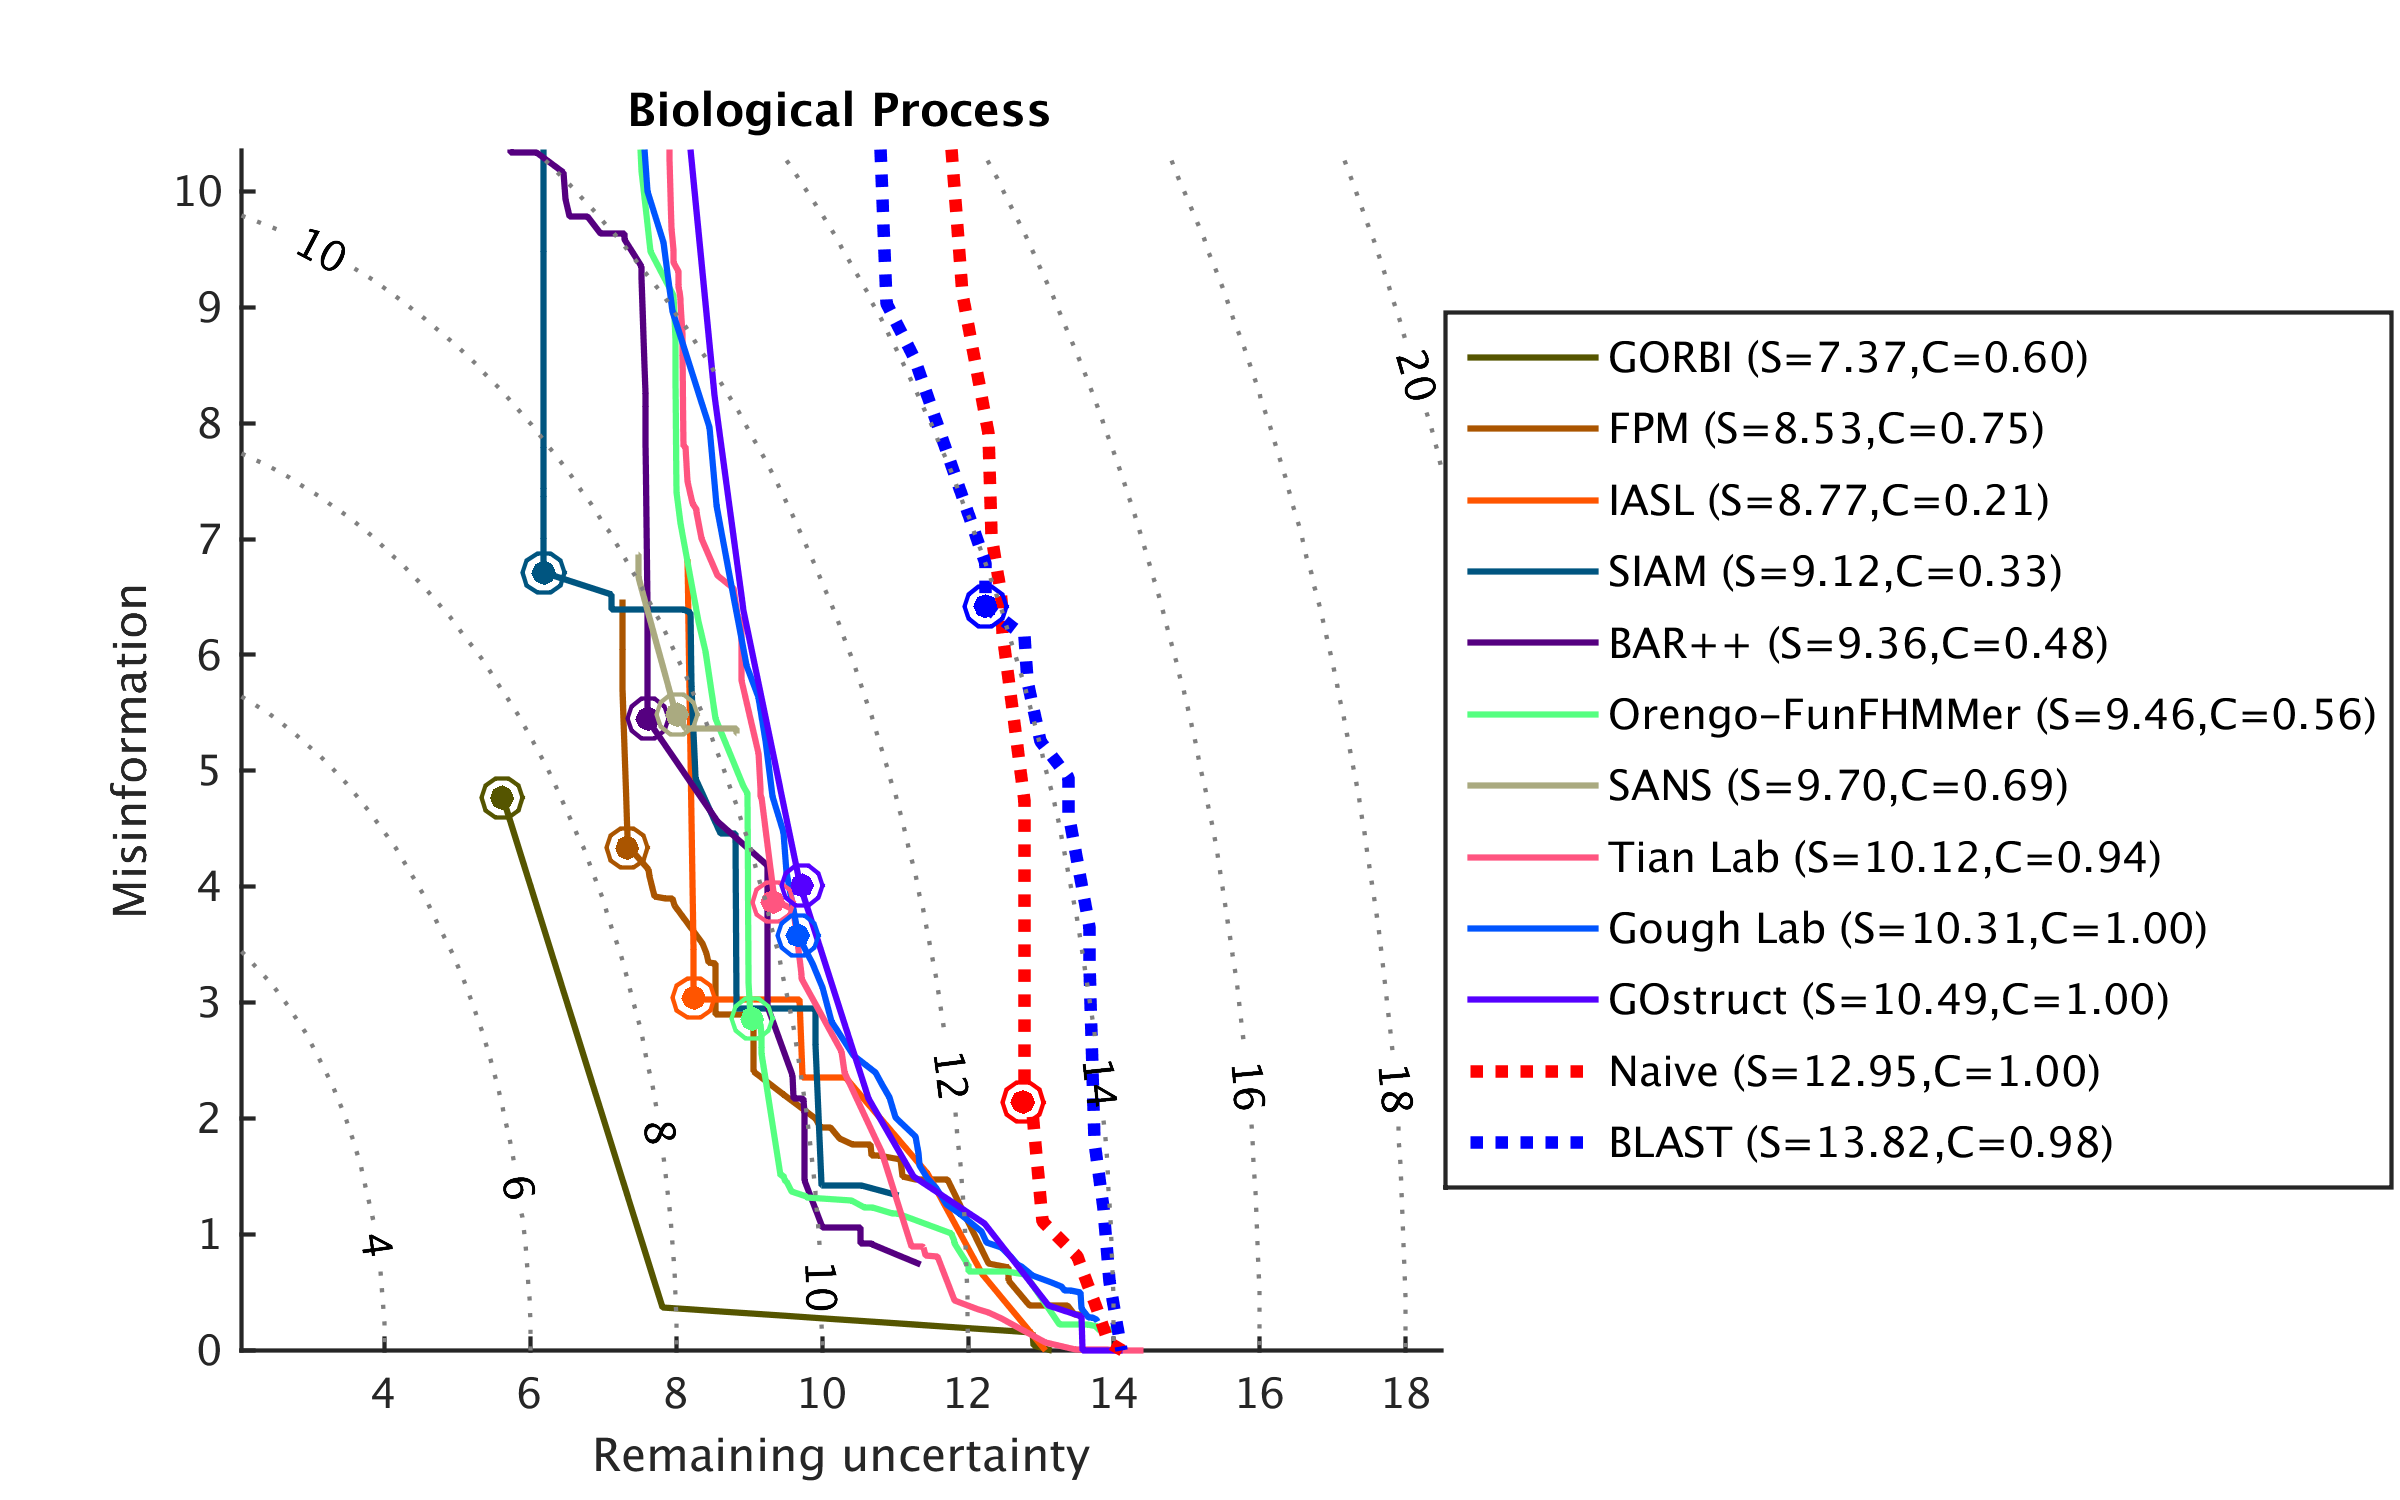 Biological Process
Misinformation
10
9
8
7
6
5
4
3
2
1
0
4
6
8
10
12
14
16
18
Remaining uncertainty
10
4
6
8
10
12
14
16
18
20
GORBI (S=7.37,C=0.60)
FPM (S=8.53,C=0.75)
IASL (S=8.77,C=0.21)
SIAM (S=9.12,C=0.33)
BAR++ (S=9.36,C=0.48)
Orengo-FunFHMMer (S=9.46,C=0.56)
SANS (S=9.70,C=0.69)
Tian Lab (S=10.12,C=0.94)
Gough Lab (S=10.31,C=1.00)
GOstruct (S=10.49,C=1.00)
Naive (S=12.95,C=1.00)
BLAST (S=13.82,C=0.98)